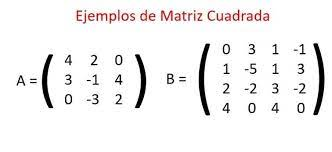 Ejemplos de Matriz Cuadrada
A = ( 4 2 0
3 -1 4
0 -3 2 )
B = ( 0 3 1 -1
1 -5 1 3
2 -2 3 -2
4 0 4 0 )